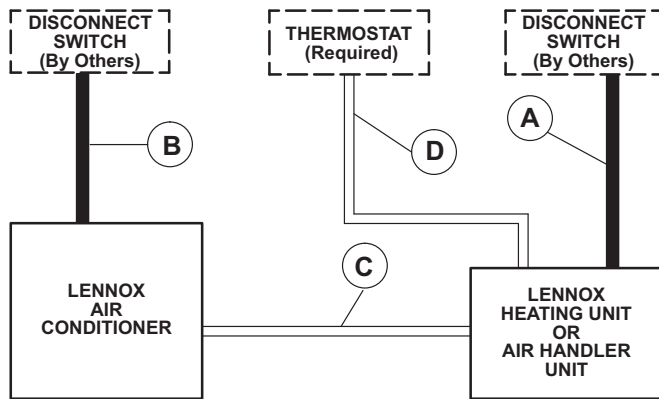 DISCONNECT
SWITCH
(By Others)
THERMOSTAT
(Required)
DISCONNECT
SWITCH
(By Others)
B
D
A
C
LENNOX
AIR
CONDITIONER
LENNOX
HEATING UNIT
OR
AIR HANDLER
UNIT